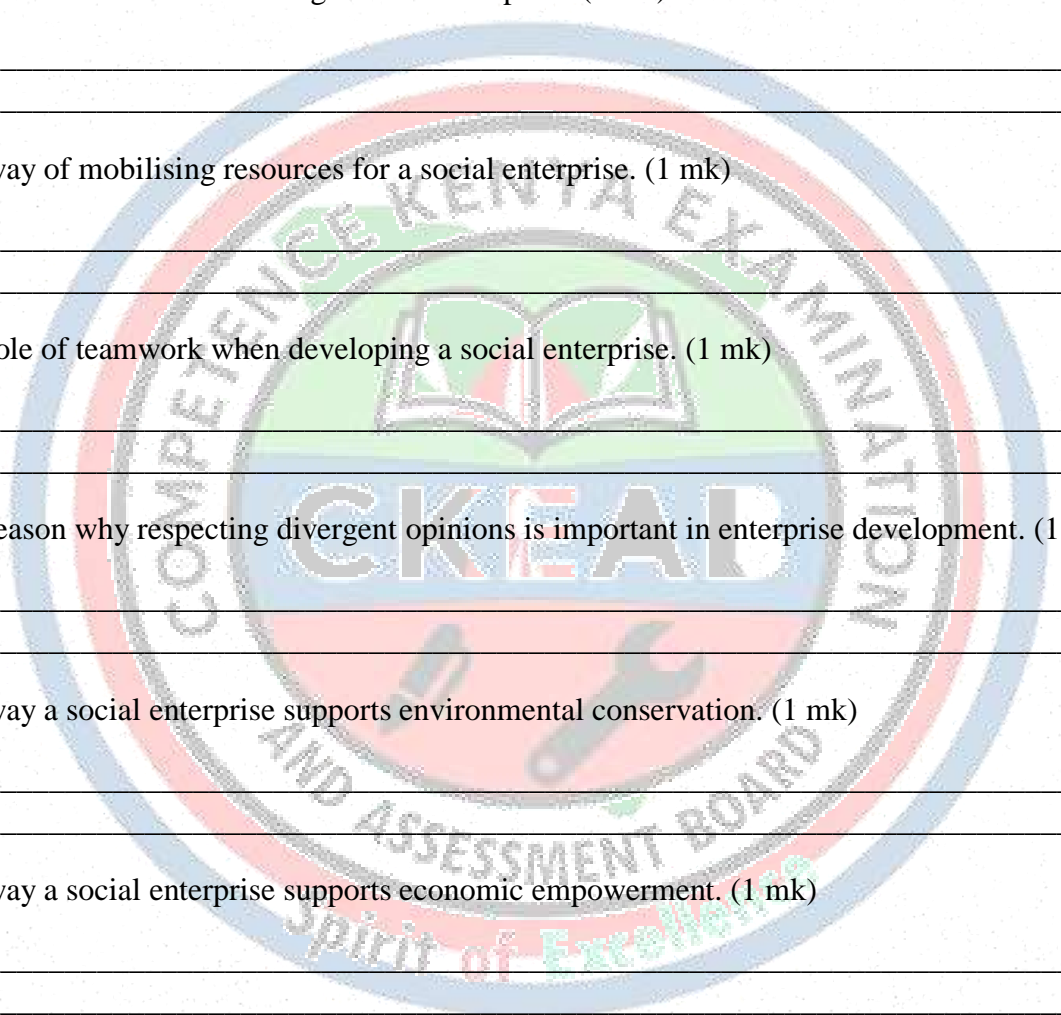 way of mobilising resources for a social enterprise. (1 mk)
ole of teamwork when developing a social enterprise. (1 mk)
eason why respecting divergent opinions is important in enterprise development. (1
way a social enterprise supports environmental conservation. (1 mk)
way a social enterprise supports economic empowerment. (1 mk)
COMPETENCE KENYA EXAMINATION
CKEAB
AND ASSESSMENT BOARD
Spirit of Excellence